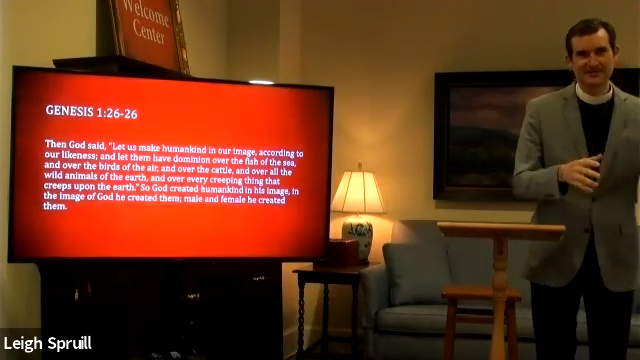 Welcome
Center
GENESIS 1:26-26
Then God said, "Let us make humankind in our image, according to
our likeness; and let them have dominion over the fish of the sea,
and over the birds of the air, and over the cattle, and over all the
wild animals of the earth, and over every creeping thing that
creeps upon the earth." So God created humankind in his image, in
the image of God he created them; male and female he created
them.
Leigh Spruill